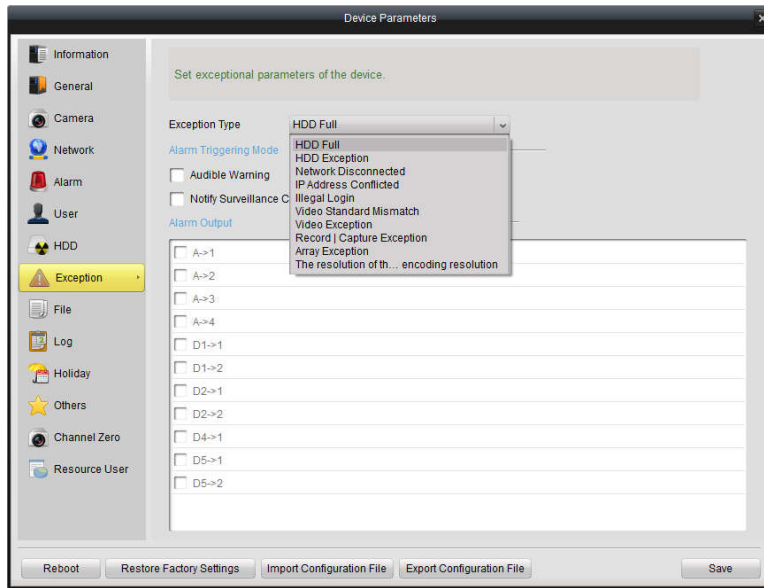 Device Parameters
Information
General
Camera
Network
Alarm
User
HDD
Exception
File
Log
Holiday
Others
Channel Zero
Resource User
Set exceptional parameters of the device.
Exception Type HDD Full
HDD Full
HDD Exception
Network Disconnected
IP Address Conflicted
Illegal Login
Video Standard Mismatch
Video Exception
Record | Capture Exception
Array Exception
The resolution of th... encoding resolution
Alarm Triggering Mode
Audible Warning
Notify Surveillance C
Alarm Output
A->1
A->2
A->3
A->4
D1->1
D1->2
D2->1
D2->2
D4->1
D5->1
D5->2
Reboot Restore Factory Settings Import Configuration File Export Configuration File Save